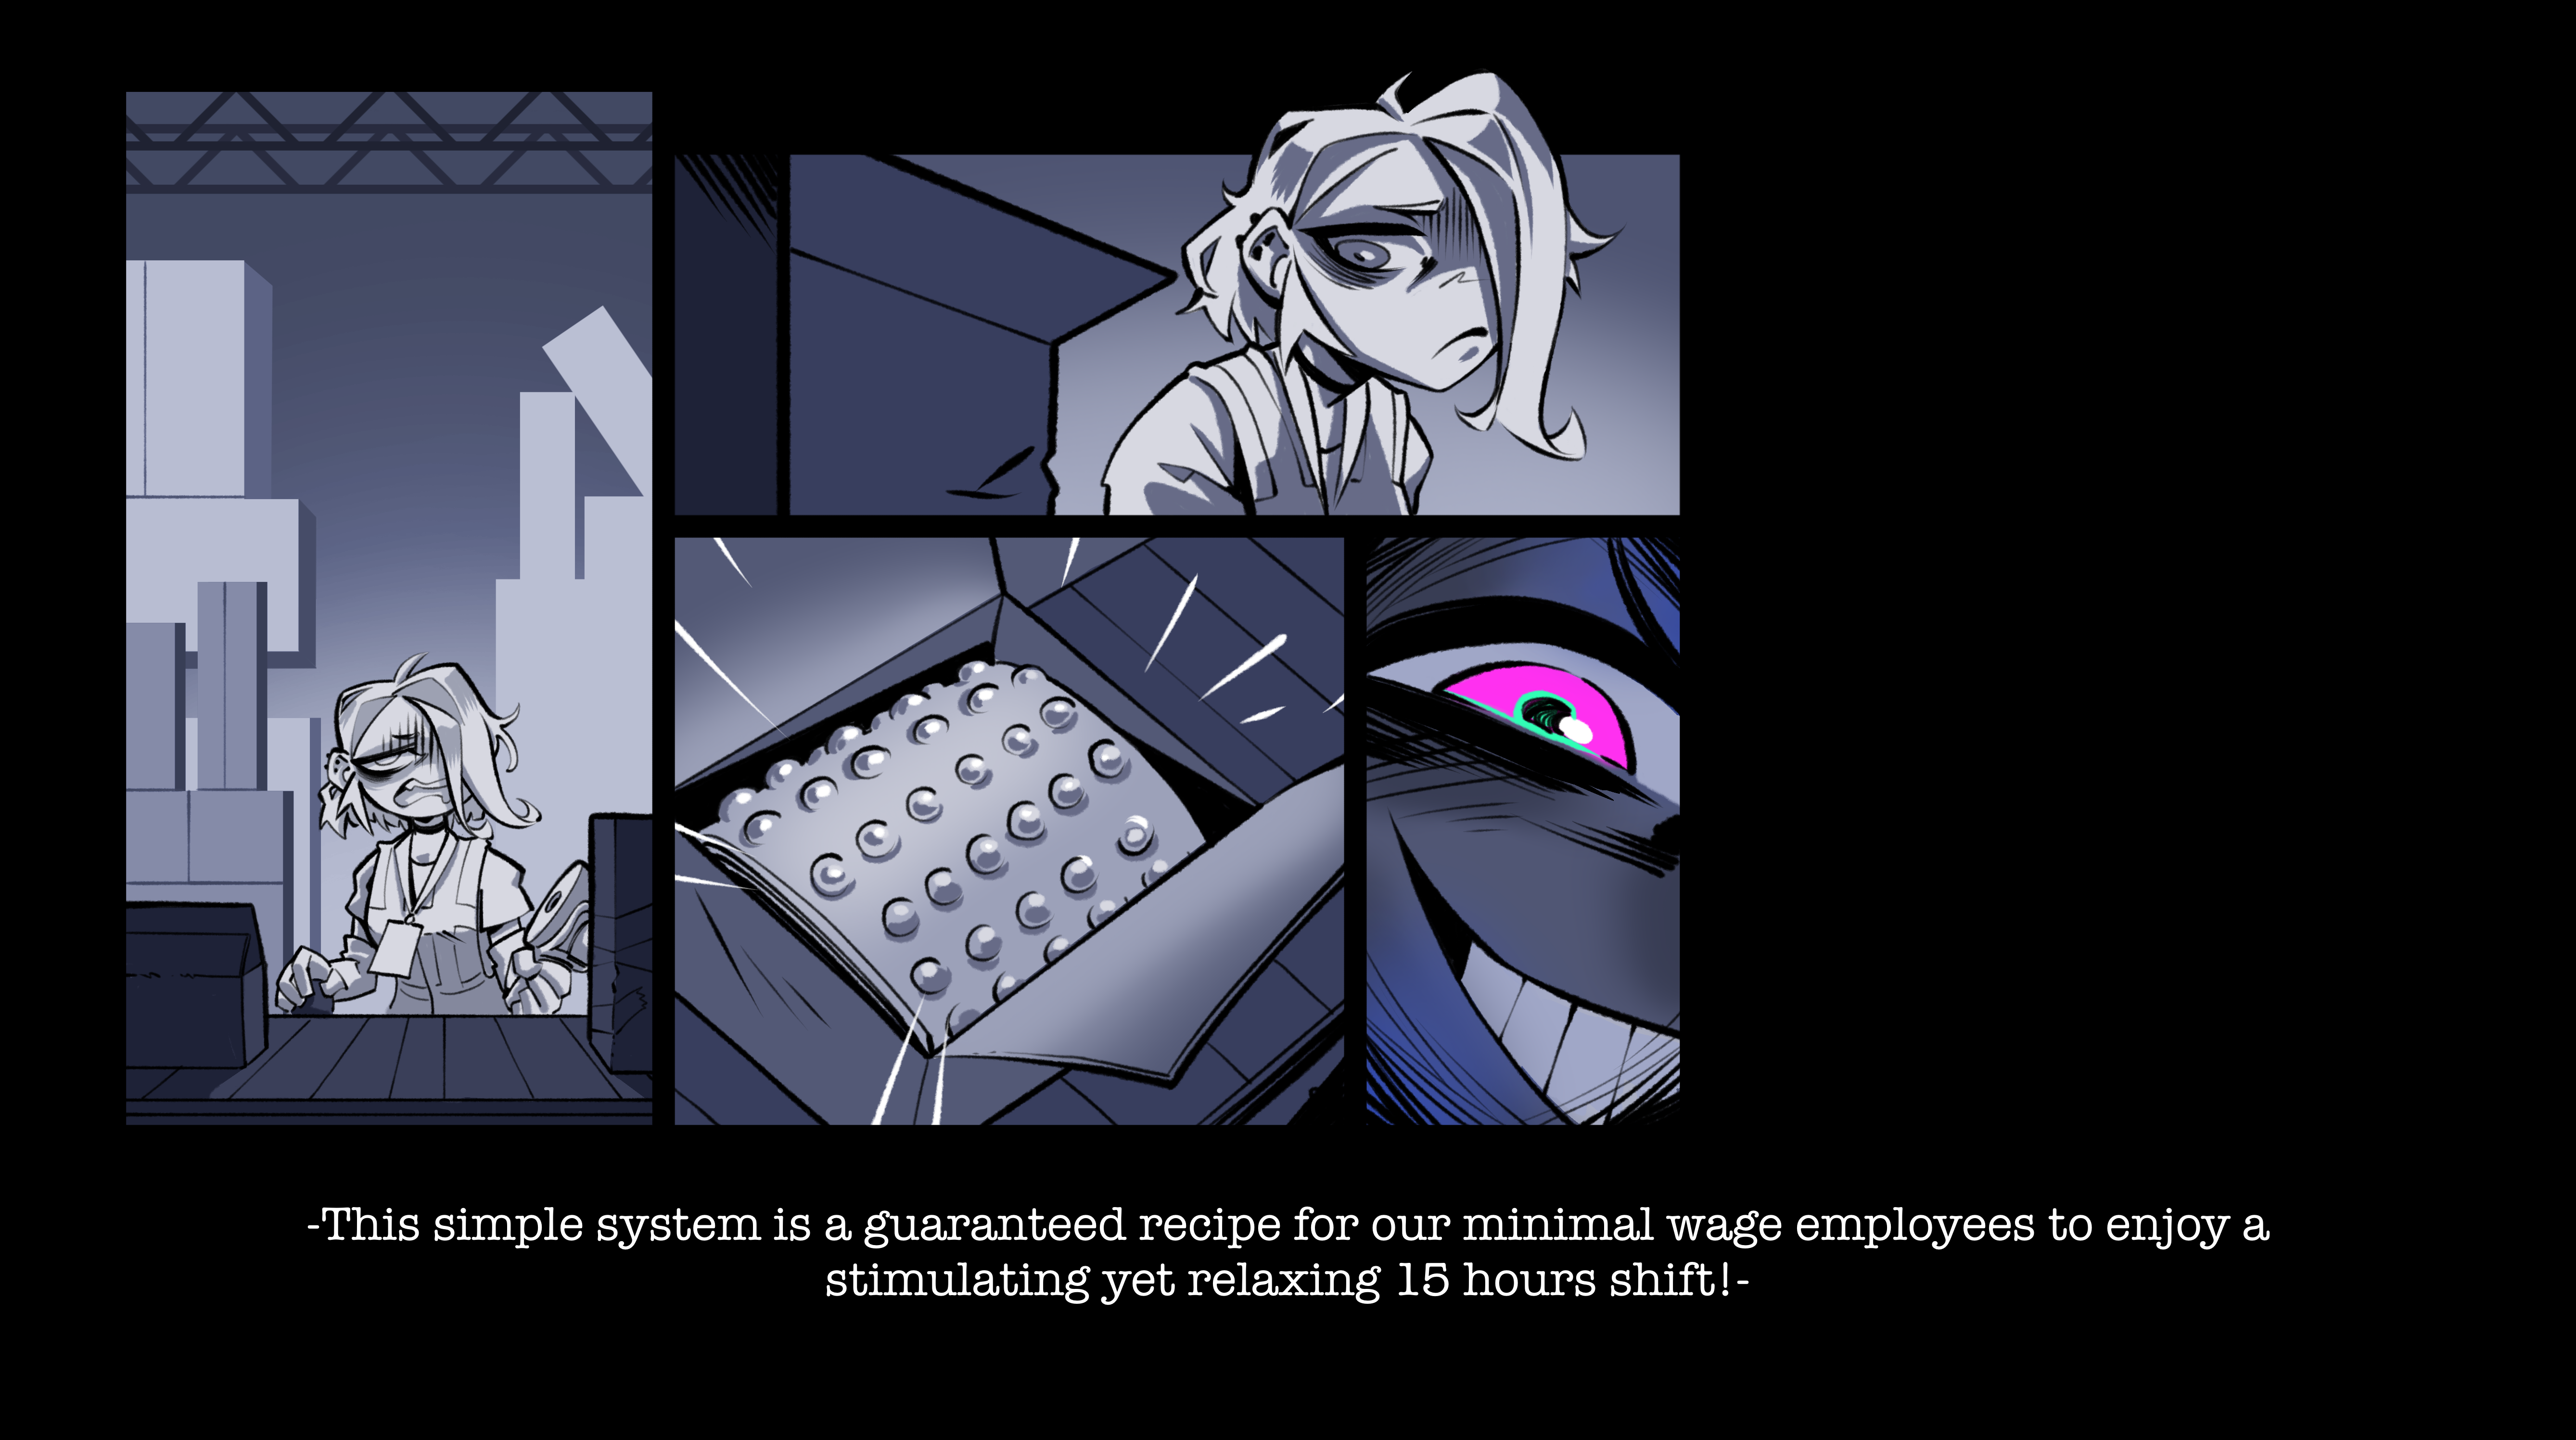 -This simple system is a guaranteed recipe for our minimal wage employees to enjoy a
stimulating yet relaxing 15 hours shift!-